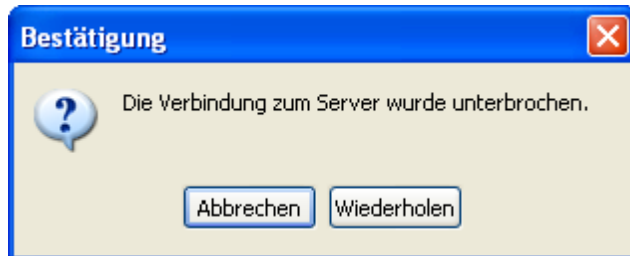 Bestätigung
Die Verbindung zum Server wurde unterbrochen.
Abbrechen
Wiederholen